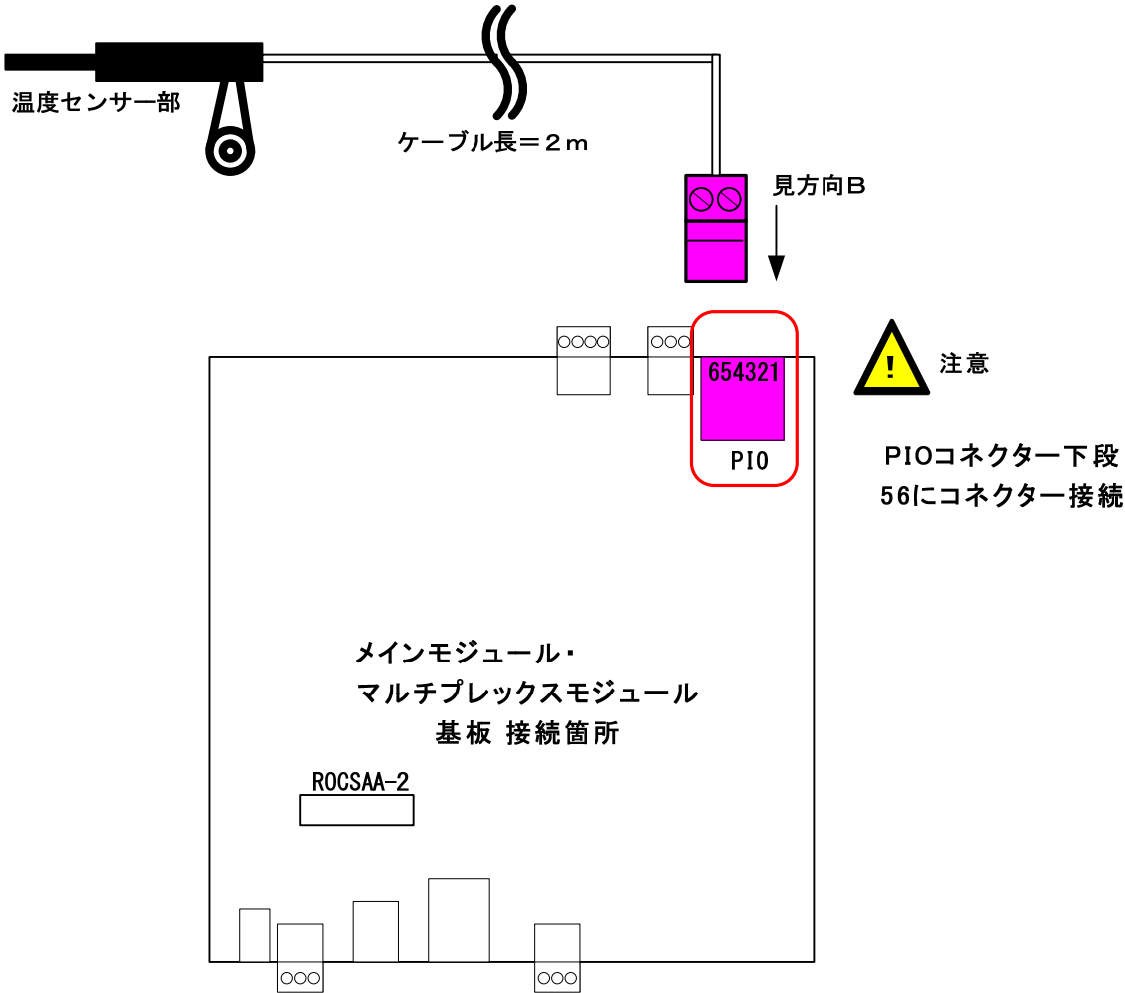 温度センサー部
ケーブル長＝２ｍ
見方向B
654321
PIO
!
注意
PIOコネクター下段
56にコネクター接続
メインモジュール・
マルチプレックスモジュール
基板 接続箇所
ROCSAA-2